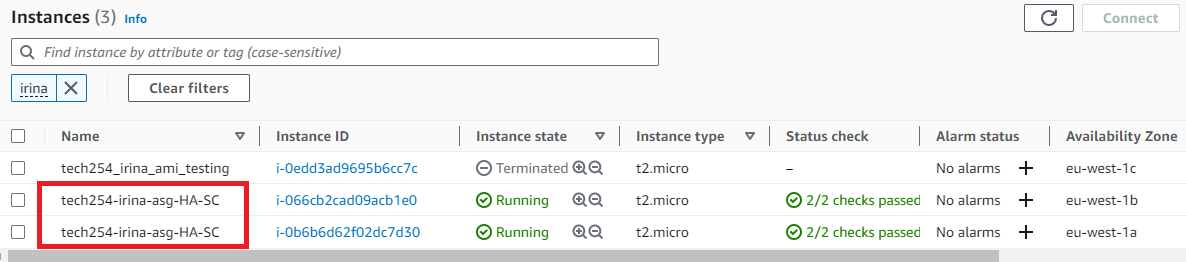 Instances (3) Info
Connect
Find instance by attribute or tag (case-sensitive)
irina Clear filters
Name Instance ID Instance state Instance type Status check Alarm status Availability Zone
tech254_irina_ami_testing i-0edd3ad9695b6cc7c Terminated t2.micro – No alarms + eu-west-1c
tech254-irina-asg-HA-SC i-066cb2cad09acb1e0 Running t2.micro 2/2 checks passed No alarms + eu-west-1b
tech254-irina-asg-HA-SC i-0b6b6d62f02dc7d30 Running t2.micro 2/2 checks passed No alarms + eu-west-1a